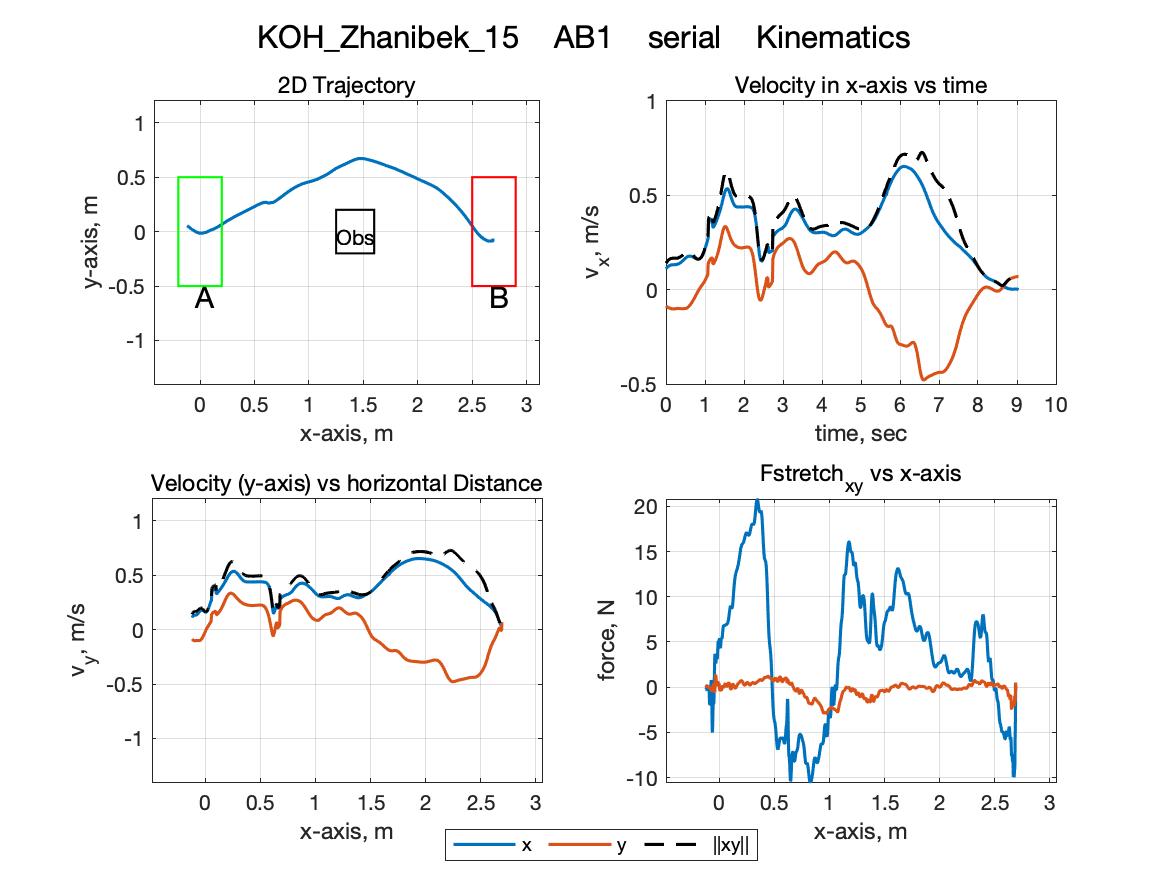 KOH_Zhanibek_15 AB1 serial Kinematics
2D Trajectory
1
0.5
0
-0.5
-1
y-axis, m
Obs
A
B
0 0.5 1 1.5 2 2.5 3
x-axis, m
Velocity in x-axis vs time
1
0.5
0
-0.5
v_x, m/s
0 1 2 3 4 5 6 7 8 9 10
time, sec
Velocity (y-axis) vs horizontal Distance
1
0.5
0
-0.5
-1
v_y, m/s
0 0.5 1 1.5 2 2.5 3
x-axis, m
Fstretch_xy vs x-axis
20
15
10
5
0
-5
-10
force, N
0 0.5 1 1.5 2 2.5 3
x-axis, m
x y ||xy||